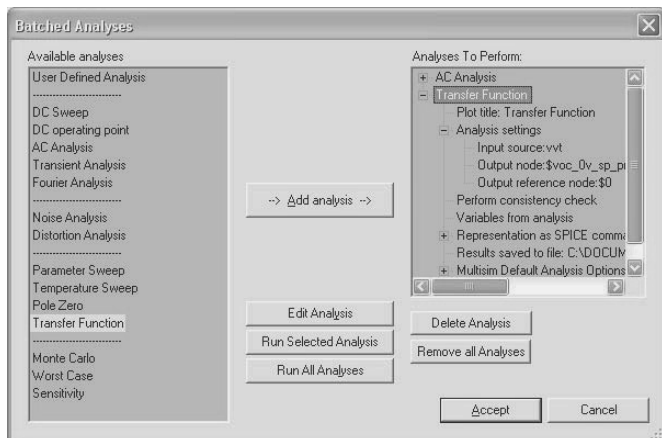 Batched Analyses
Available analyses
User Defined Analysis
----------------------
DC Sweep
DC operating point
AC Analysis
Transient Analysis
Fourier Analysis
----------------------
Noise Analysis
Distortion Analysis
----------------------
Parameter Sweep
Temperature Sweep
Pole Zero
Transfer Function
----------------------
Monte Carlo
Worst Case
Sensitivity
--> Add analysis -->
Edit Analysis
Run Selected Analysis
Run All Analyses
Analyses To Perform:
AC Analysis
Transfer Function
Plot title: Transfer Function
Analysis settings
Input source:vvt
Output node:$voc_0v_sp_p
Output reference node:$0
Perform consistency check
Variables from analysis
Representation as SPICE comma
Results saved to file: C:\DOCUM
Multisim Default Analysis Options
Delete Analysis
Remove all Analyses
Accept
Cancel